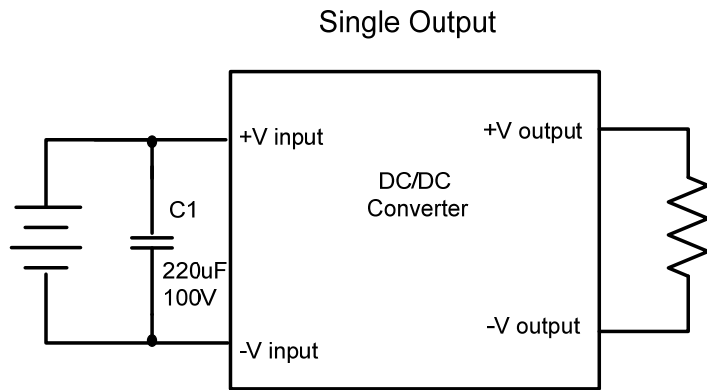 Single Output
+V input
+V output
DC/DC
Converter
C1
220uF
100V
-V input
-V output